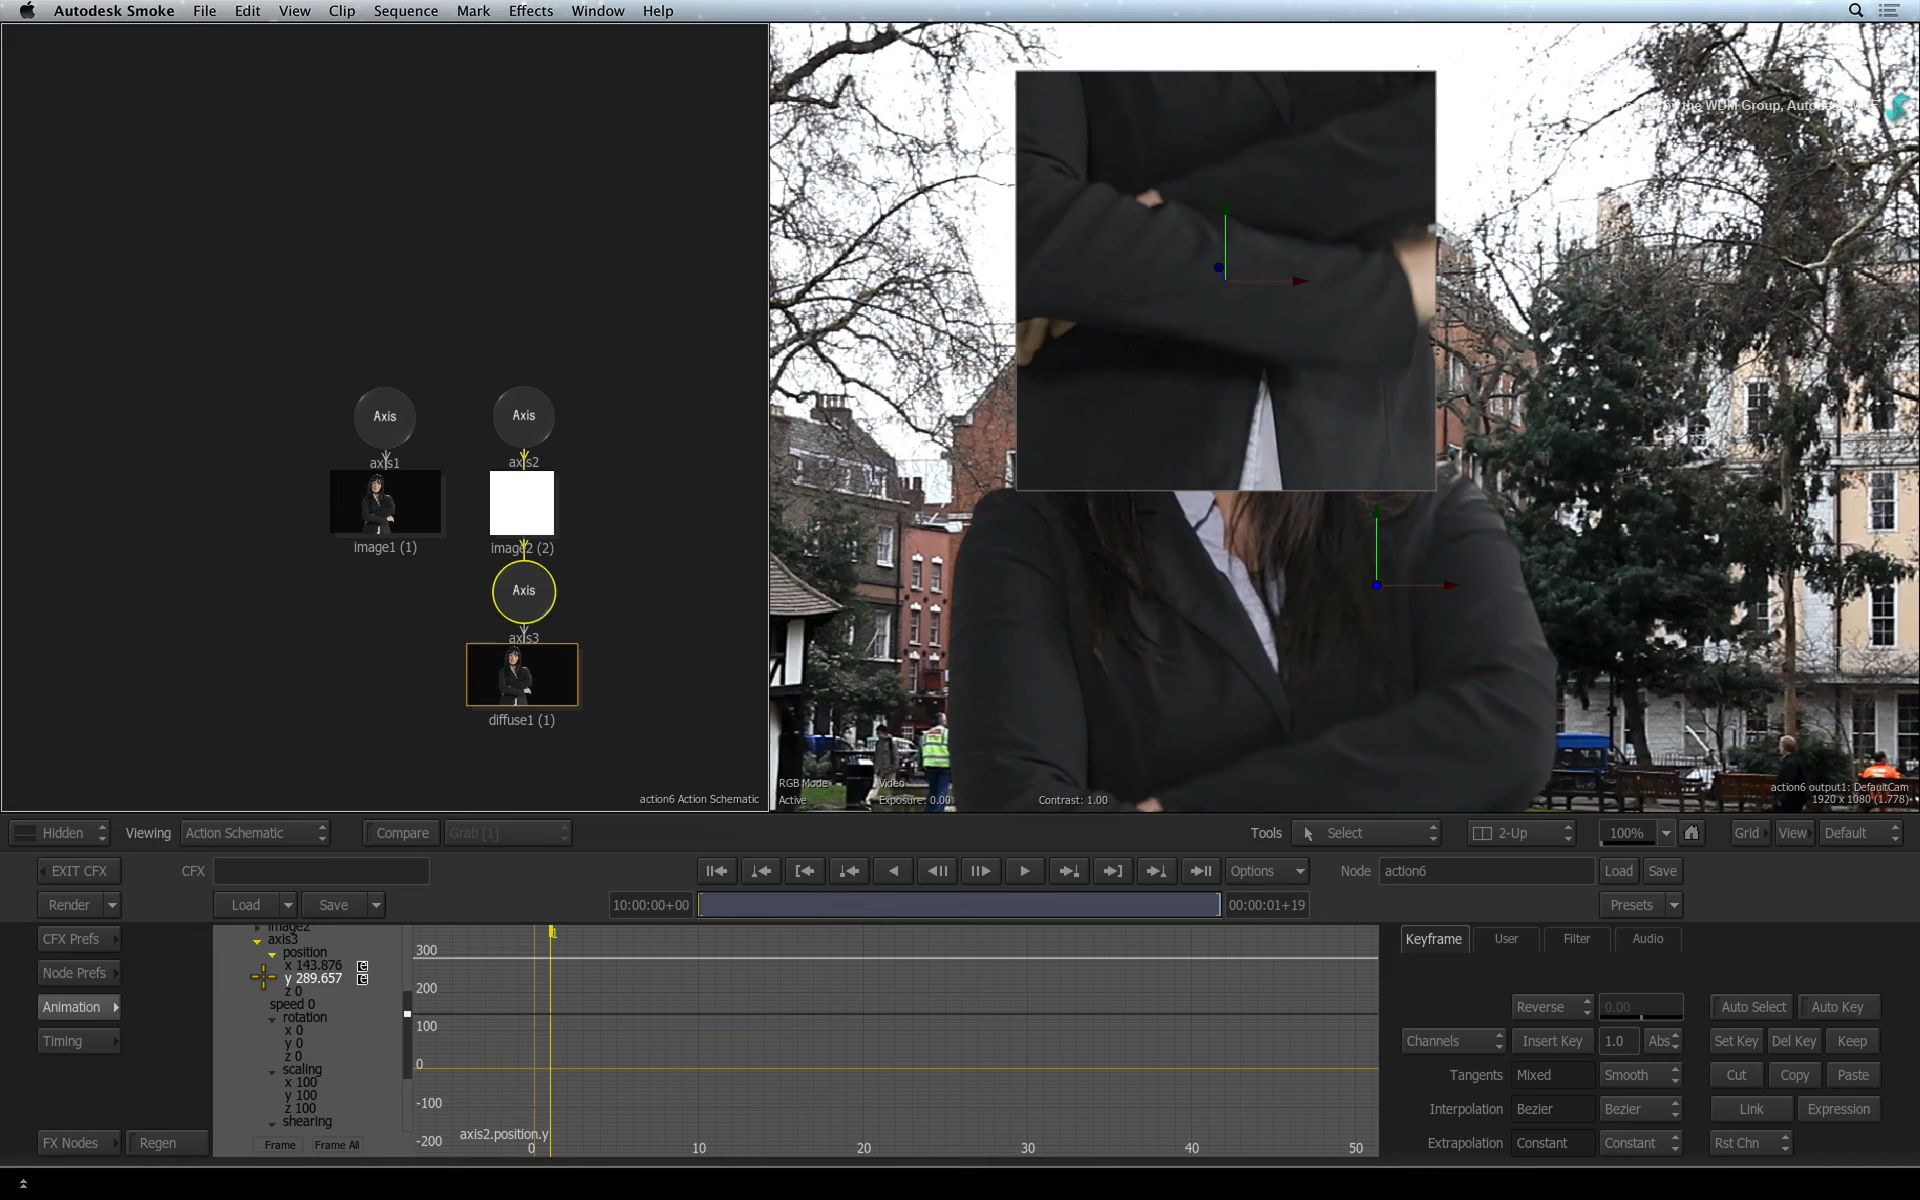 Autodesk Smoke File Edit View Clip Sequence Mark Effects Window Help
by the WDM Group, Autodesk
Axis
axis1
image1 (1)
Axis
axis2
image2 (2)
Axis
axis3
diffuse1 (1)
action6 Action Schematic
RGB Mode
Active
Video
Exposure: 0.00
Contrast: 1.00
action6 output1: DefaultCam
1920 x 1080 (1.778)
Hidden Viewing Action Schematic Compare Grab [1] Tools Select 2-Up 100% Grid View Default
EXIT CFX CFX Options Node action6 Load Save
Render Load Save 10:00:00+00 00:00:01+19 Presets
CFX Prefs
Node Prefs
Animation
Timing
FX Nodes Regen
image2
axis3
position
x 143.876 e
y 289.657 e
z 0
speed 0
rotation
x 0
y 0
z 0
scaling
x 100
y 100
z 100
shearing
Frame Frame All
300
200
100
0
-100
-200
1
axis2.position.y
0 10 20 30 40 50
Keyframe User Filter Audio
Reverse 0.00 Auto Select Auto Key
Channels Insert Key 1.0 Abs Set Key Del Key Keep
Tangents Mixed Smooth Cut Copy Paste
Interpolation Bezier Bezier Link Expression
Extrapolation Constant Constant Rst Chn